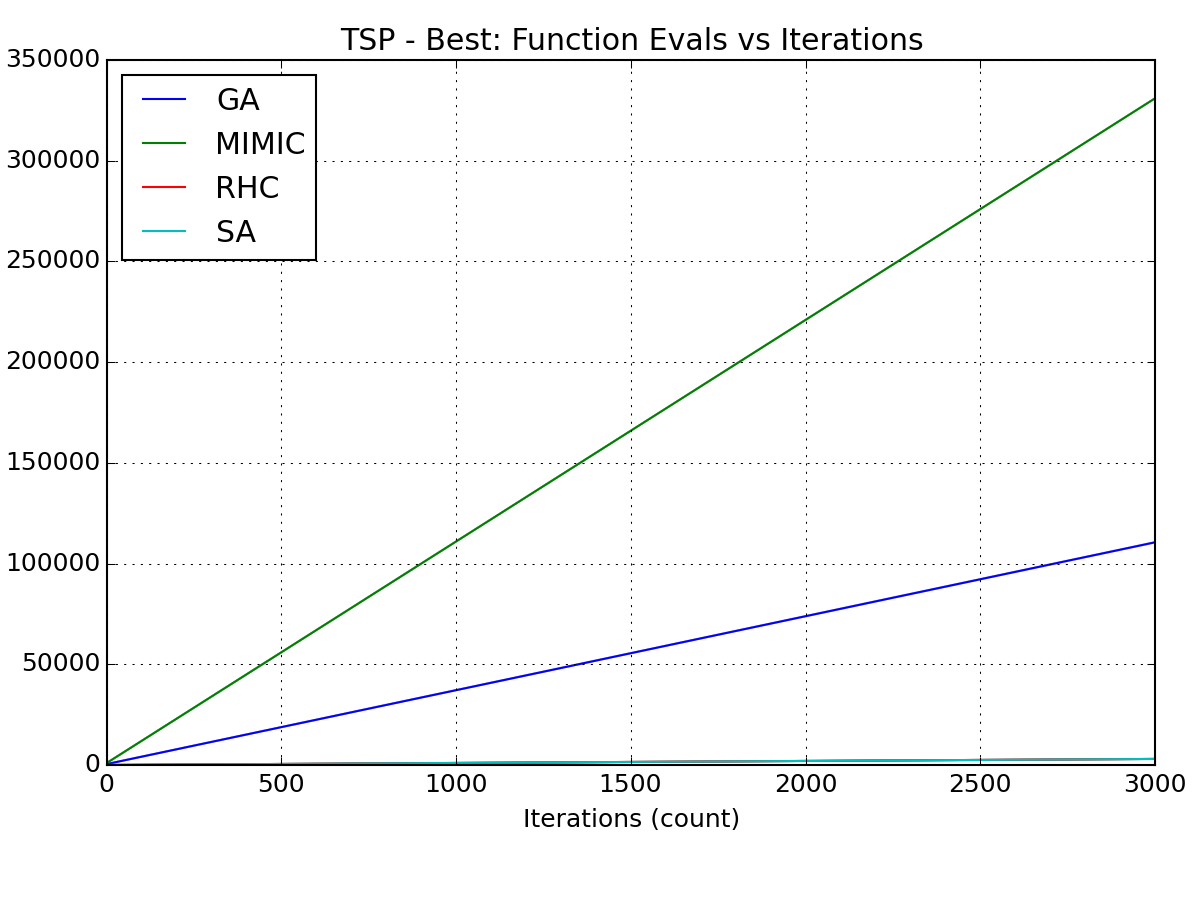 TSP - Best: Function Evals vs Iterations
350000
300000
250000
200000
150000
100000
50000
0
GA
MIMIC
RHC
SA
0 500 1000 1500 2000 2500 3000
Iterations (count)